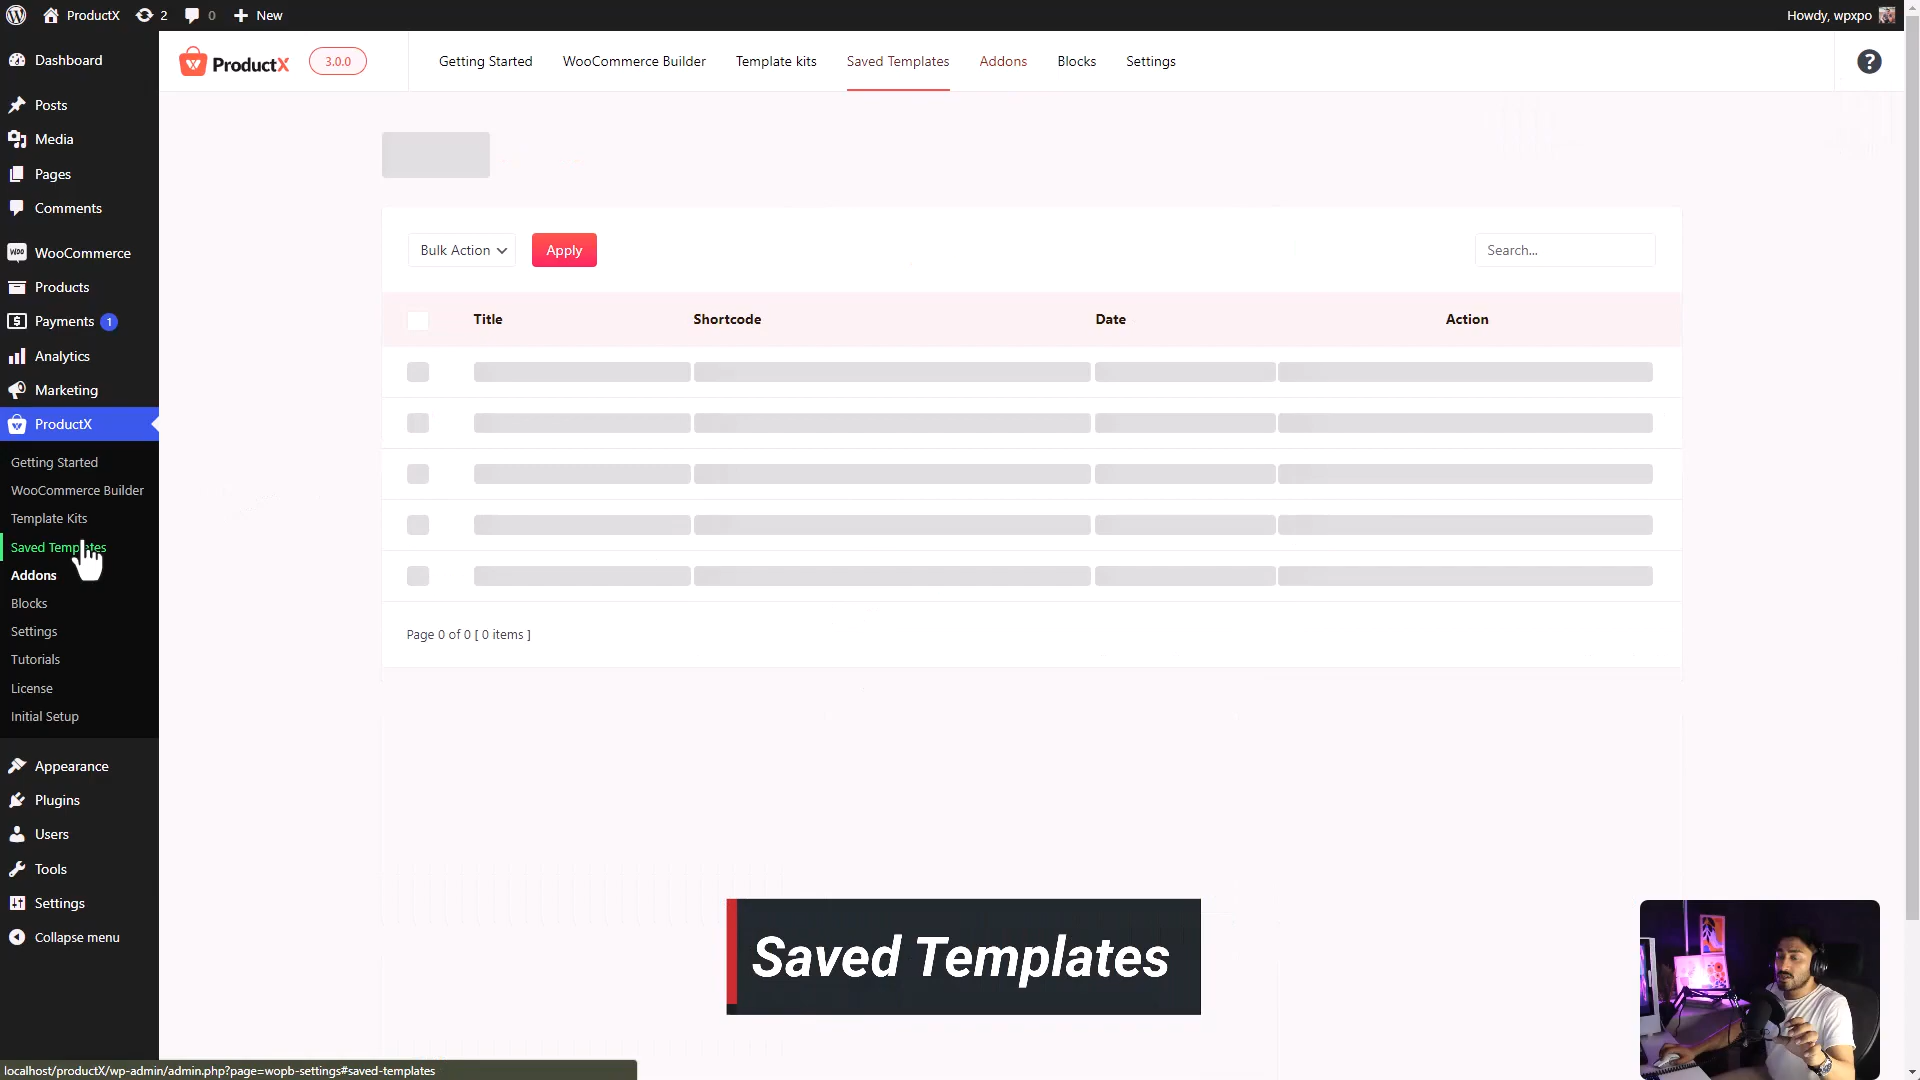 ProductX
2
0
New
Howdy, wpxpo
Dashboard
Posts
Media
Pages
Comments
WooCommerce
Products
Payments 1
Analytics
Marketing
ProductX
Getting Started
WooCommerce Builder
Template Kits
Saved Templates
Addons
Blocks
Settings
Tutorials
License
Initial Setup
Appearance
Plugins
Users
Tools
Settings
Collapse menu
ProductX 3.0.0
Getting Started
WooCommerce Builder
Template kits
Saved Templates
Addons
Blocks
Settings
?
Bulk Action
Apply
Search...
Title Shortcode Date Action
Page 0 of 0 [ 0 items ]
Saved Templates
localhost/productX/wp-admin/admin.php?page=wopb-settings#saved-templates